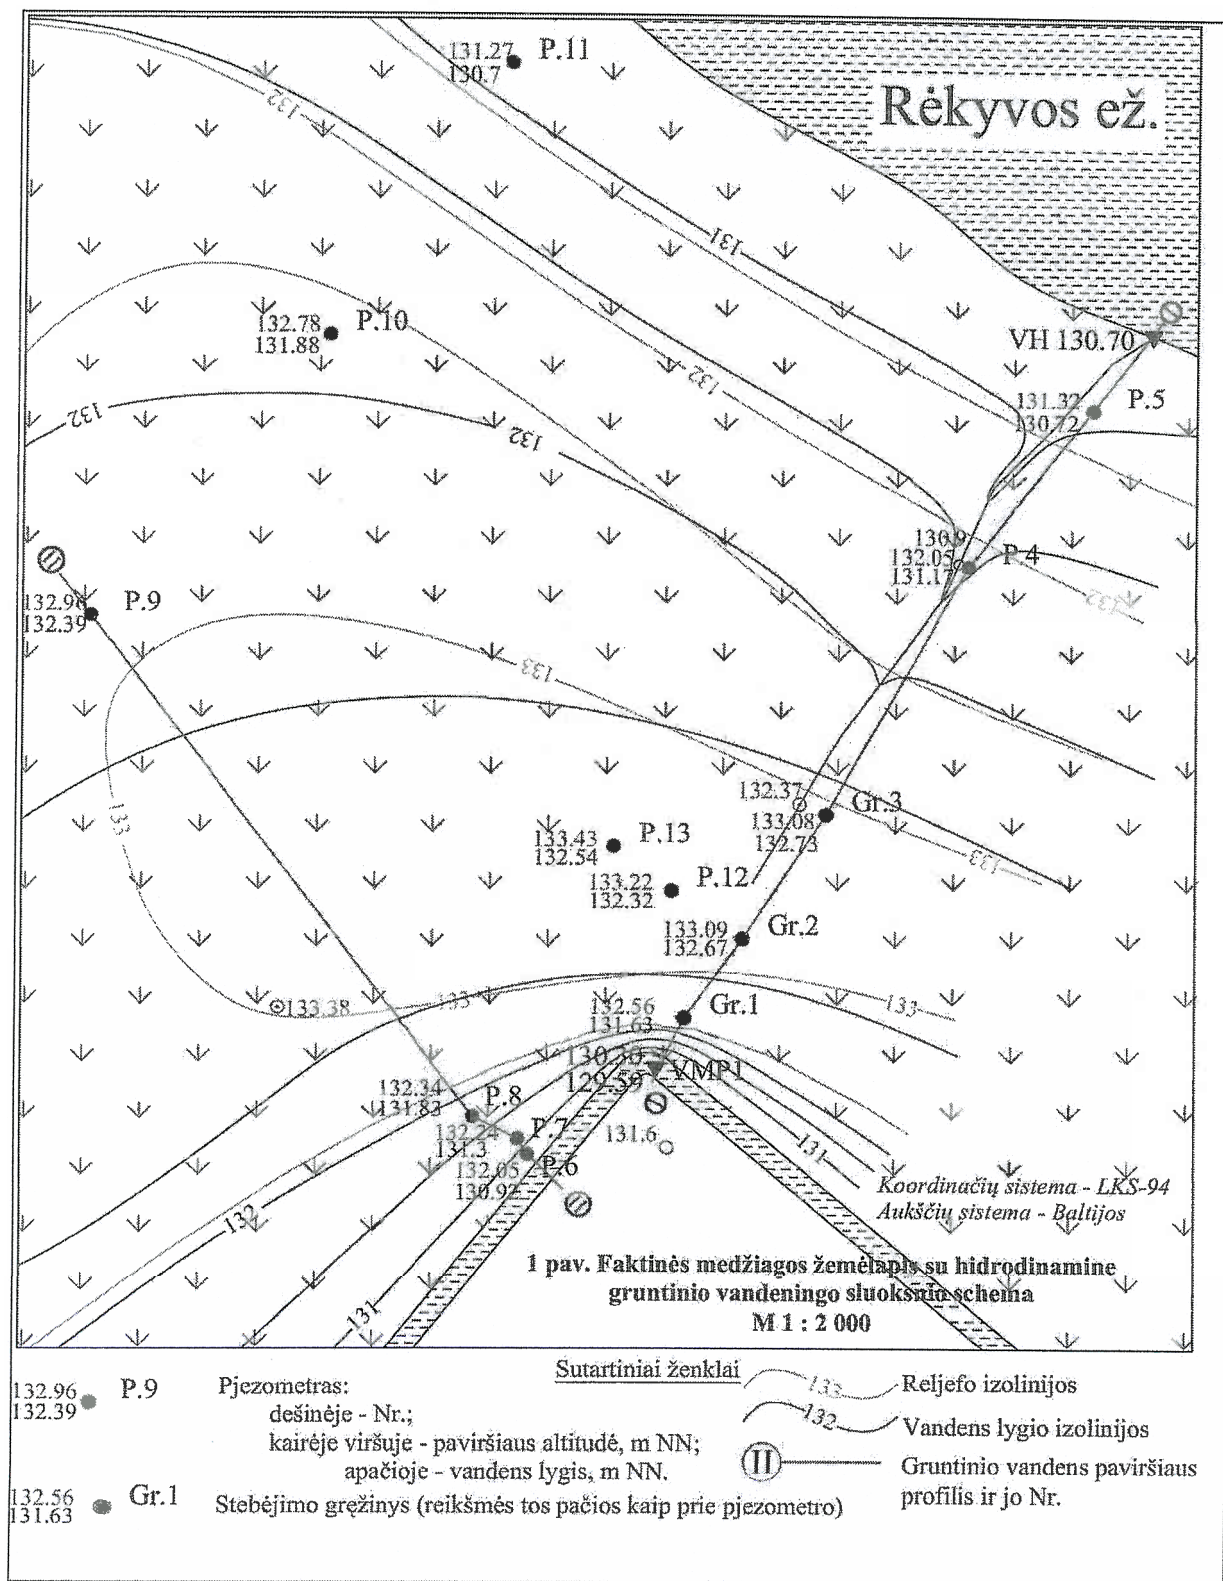 131.27
130.7
P.11
Rėkyvos ež.
132
131
132.78
131.88
P.10
VH 130.70
132
131.32
130.72
P.5
132
132
130.9
132.05
131.17
P.4
132
132.96
132.39
P.9
133
133
132.37
Gr.3
133.08
132.73
133.43
132.54
P.13
133
133.22
132.32
P.12
133.09
132.67
Gr.2
133.38
133
133
132.56
131.63
Gr.1
130.30
129.59
VMP1
132.34
131.83
P.8
132.24
131.3
P.7
131.6
131
132.05
130.92
P.6
132
131
Koordinačių sistema - LKS-94
Aukščių sistema - Baltijos
1 pav. Faktinės medžiagos žemėlapis su hidrodinamine
gruntinio vandeningo sluoksnio schema
M 1 : 2 000
Sutartiniai ženklai
132.96
132.39
P.9
Pjezometras:
dešinėje - Nr.;
kairėje viršuje - paviršiaus altitudė, m NN;
apačioje - vandens lygis, m NN.
132.56
131.63
Gr.1
Stebėjimo gręžinys (reikšmės tos pačios kaip prie pjezometro)
133
Reljefo izolinijos
132
Vandens lygio izolinijos
II
Gruntinio vandens paviršiaus
profilis ir jo Nr.